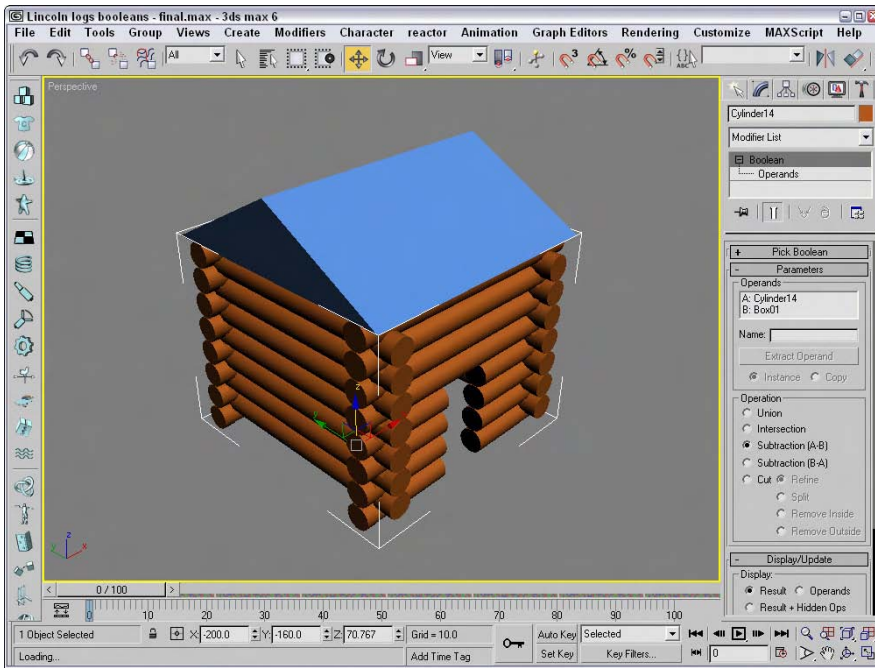 Lincoln logs booleans - final.max - 3ds max 6
File Edit Tools Group Views Create Modifiers Character reactor Animation Graph Editors Rendering Customize MAXScript Help
All
View
3
%
ABC
Perspective
z
y
x
z
y
x
Cylinder14
Modifier List
Boolean
Operands
+ Pick Boolean
- Parameters
Operands
A: Cylinder14
B: Box01
Name:
Extract Operand
Instance Copy
Operation
Union
Intersection
Subtraction (A-B)
Subtraction (B-A)
Cut Refine
Split
Remove Inside
Remove Outside
- Display/Update
Display:
Result Operands
Result + Hidden Ops
< 0 / 100 >
0 10 20 30 40 50 60 70 80 90 100
1 Object Selected X: -200.0 Y: -160.0 Z: 70.767 Grid = 10.0 Auto Key Selected
Loading... Add Time Tag Set Key Key Filters... 0